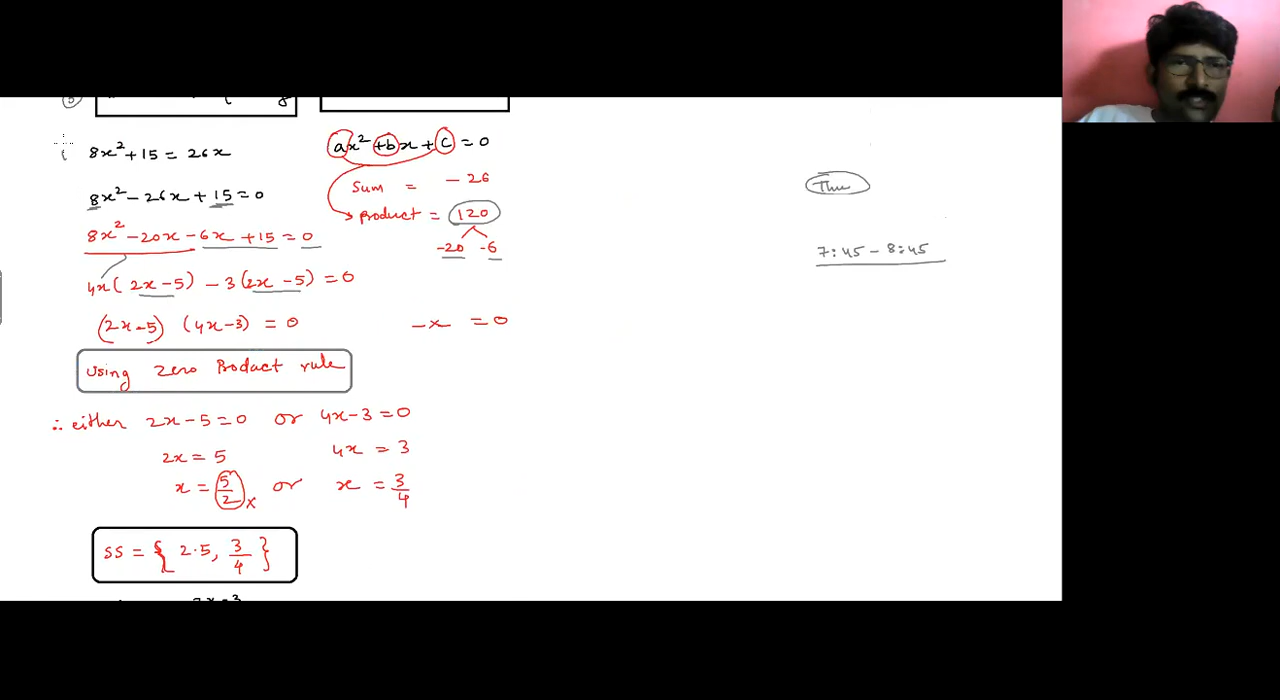 8x² + 15 = 26x
8x² - 26x + 15 = 0
8x² - 20x - 6x + 15 = 0
4x ( 2x - 5 ) - 3 ( 2x - 5 ) = 0
(2x - 5) (4x - 3) = 0
Using zero Product rule
∴ either 2x - 5 = 0 or 4x - 3 = 0
2x = 5 4x = 3
x = 5/2 x or x = 3/4
SS = { 2.5, 3/4 }
ax² + bx + c = 0
Sum = - 26
Product = 120
-20 -6
-x = 0
Thu
7:45 - 8:45